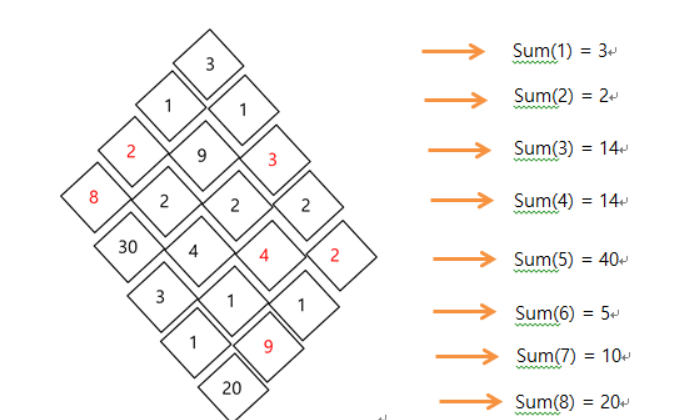 3 Sum(1) = 3
1 1 Sum(2) = 2
2 9 3 Sum(3) = 14
8 2 2 2 Sum(4) = 14
30 4 4 2 Sum(5) = 40
3 1 1 Sum(6) = 5
1 9 Sum(7) = 10
20 Sum(8) = 20